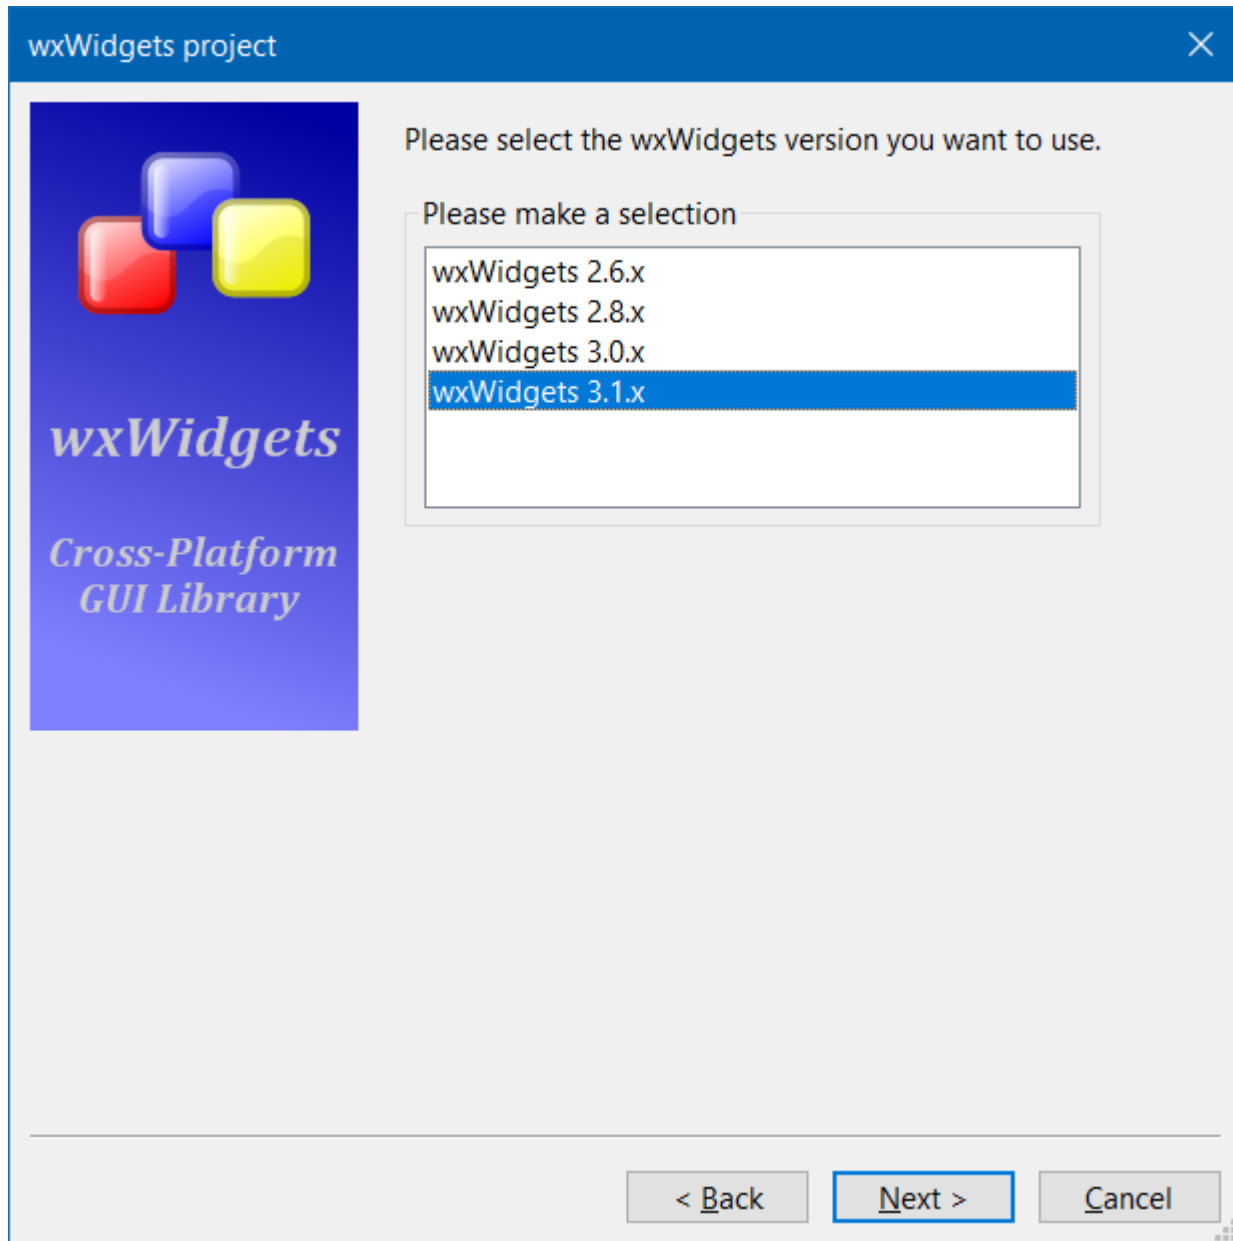 wxWidgets project
wxWidgets
Cross-Platform
GUI Library
Please select the wxWidgets version you want to use.
Please make a selection
wxWidgets 2.6.x
wxWidgets 2.8.x
wxWidgets 3.0.x
wxWidgets 3.1.x
< Back
Next >
Cancel